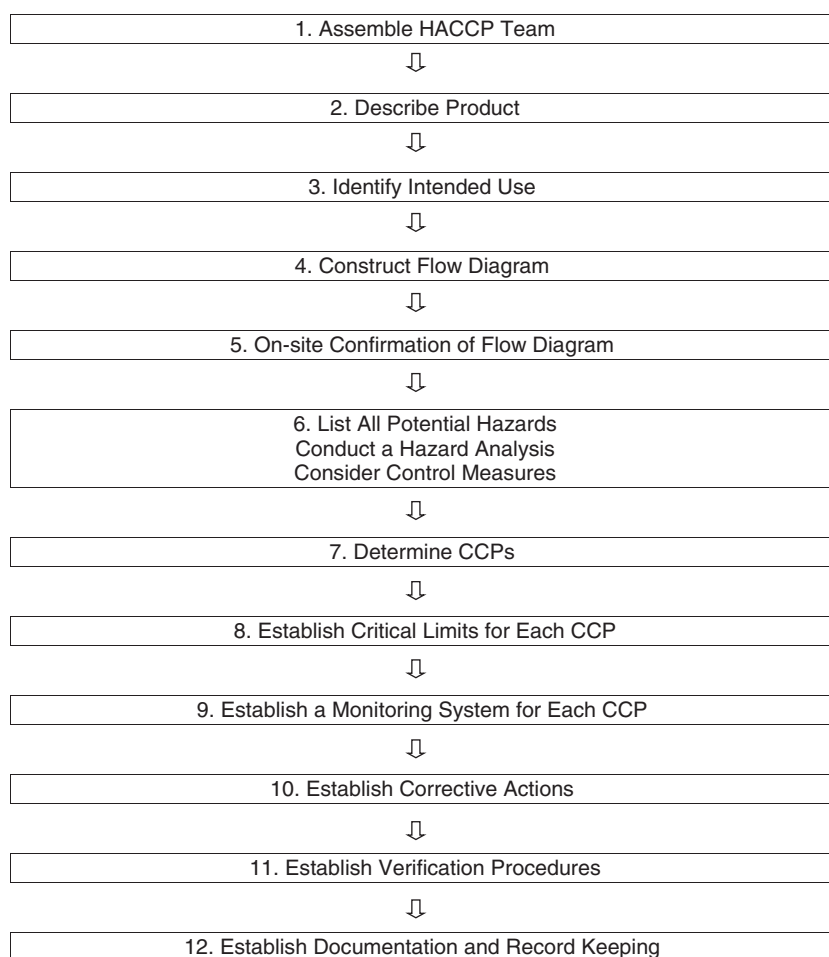 1. Assemble HACCP Team
2. Describe Product
3. Identify Intended Use
4. Construct Flow Diagram
5. On-site Confirmation of Flow Diagram
6. List All Potential Hazards
Conduct a Hazard Analysis
Consider Control Measures
7. Determine CCPs
8. Establish Critical Limits for Each CCP
9. Establish a Monitoring System for Each CCP
10. Establish Corrective Actions
11. Establish Verification Procedures
12. Establish Documentation and Record Keeping